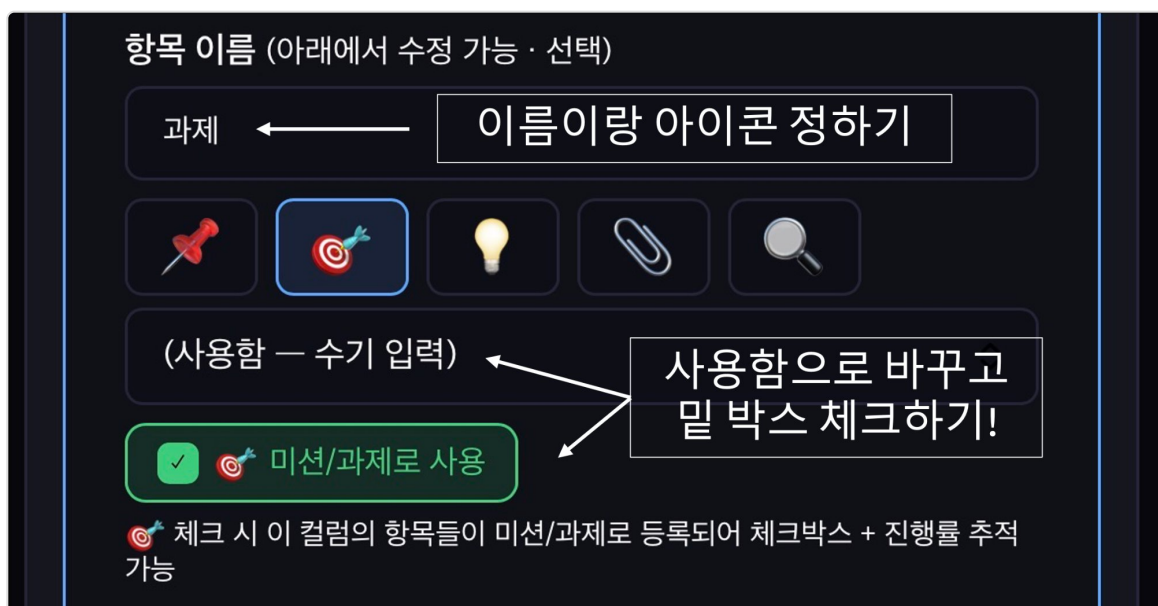 항목 이름 (아래에서 수정 가능 · 선택)
과제
이름이랑 아이콘 정하기
(사용함 — 수기 입력)
사용함으로 바꾸고
밑 박스 체크하기!
미션/과제로 사용
체크 시 이 컬럼의 항목들이 미션/과제로 등록되어 체크박스 + 진행률 추적
가능